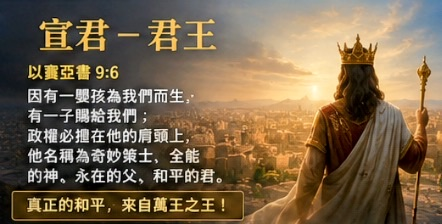 宣君－君王
以賽亞書 9:6
因有一嬰孩為我們而生，
有一子賜給我們；
政權必擔在他的肩頭上，
他名稱為奇妙策士、全能
的神、永在的父、和平的君。
真正的和平，來自萬王之王！